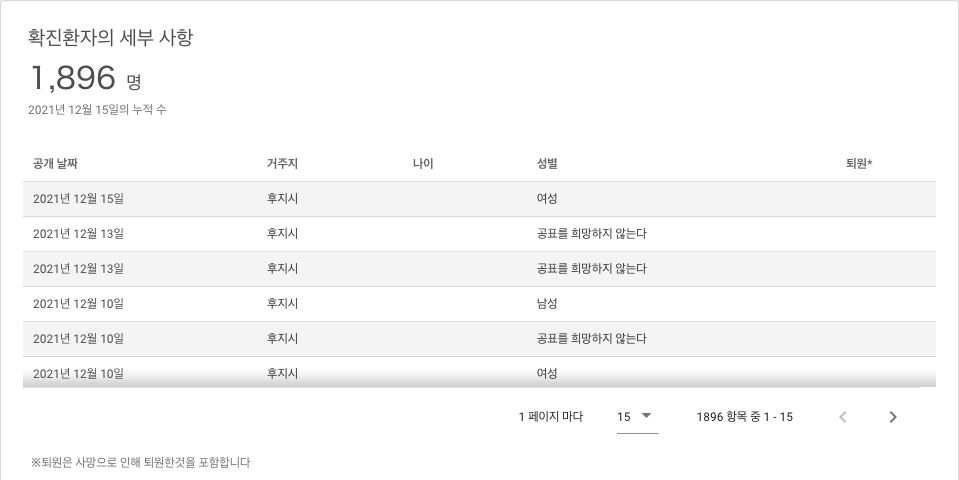 확진환자의 세부 사항
1,896 명
2021년 12월 15일의 누적 수
공개 날짜 거주지 나이 성별 퇴원*
2021년 12월 15일 후지시 여성
2021년 12월 13일 후지시 공표를 희망하지 않는다
2021년 12월 13일 후지시 공표를 희망하지 않는다
2021년 12월 10일 후지시 남성
2021년 12월 10일 후지시 공표를 희망하지 않는다
2021년 12월 10일 후지시 여성
1 페이지 마다 15 1896 항목 중 1 - 15
※퇴원은 사망으로 인해 퇴원한것을 포함합니다